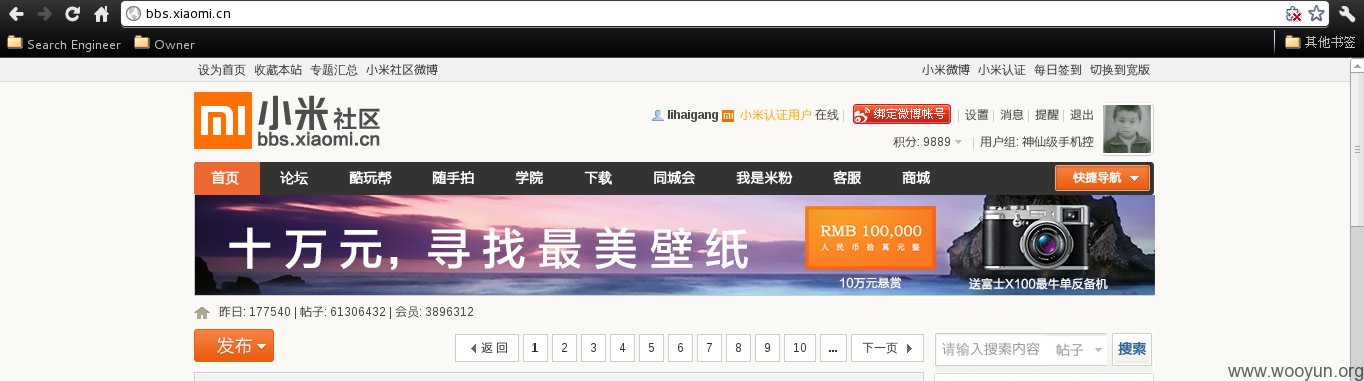 bbs.xiaomi.cn
Search Engineer Owner 其他书签
设为首页 收藏本站 专题汇总 小米社区微博 小米微博 小米认证 每日签到 切换到宽版
mi 小米社区
bbs.xiaomi.cn
lihaigang mi 小米认证用户 在线 | 绑定微博帐号 | 设置 | 消息 | 提醒 | 退出
积分: 9889 | 用户组: 神仙级手机控
首页 论坛 酷玩帮 随手拍 学院 下载 同城会 我是米粉 客服 商城 快捷导航
十万元, 寻找最美壁纸
RMB 100,000
人民币拾萬元整
10万元悬赏 送富士X100最牛单反备机
昨日: 177540 | 帖子: 61306432 | 会员: 3896312
发布 返回 1 2 3 4 5 6 7 8 9 10 ... 下一页 请输入搜索内容 帖子 搜索
www.wooyun.org